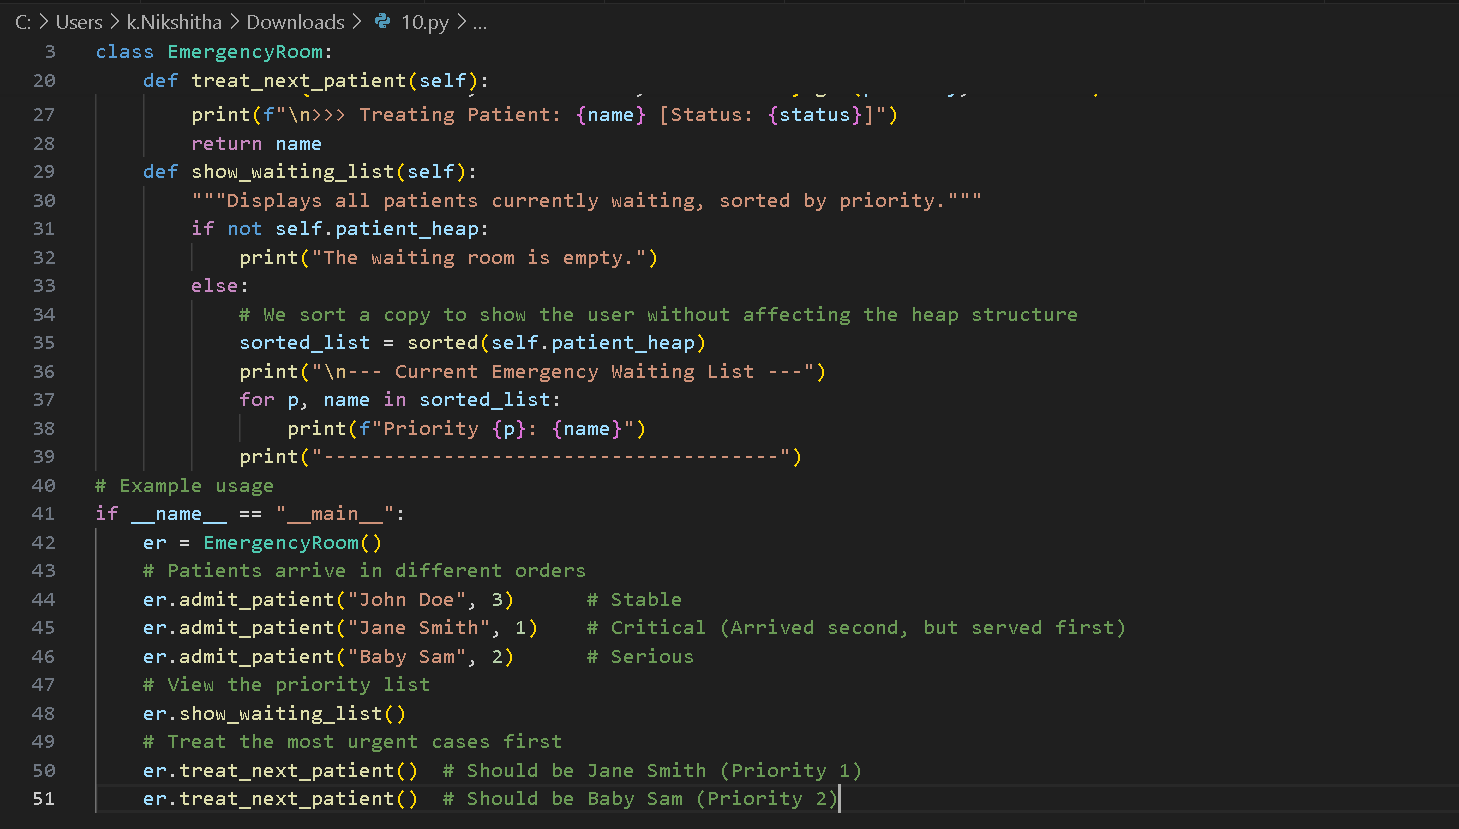 C: > Users > k.Nikshitha > Downloads > 10.py > ...
3 class EmergencyRoom:
20     def treat_next_patient(self):
27         print(f"\n>>> Treating Patient: {name} [Status: {status}]")
28         return name
29     def show_waiting_list(self):
30         """Displays all patients currently waiting, sorted by priority."""
31         if not self.patient_heap:
32             print("The waiting room is empty.")
33         else:
34             # We sort a copy to show the user without affecting the heap structure
35             sorted_list = sorted(self.patient_heap)
36             print("\n--- Current Emergency Waiting List ---")
37             for p, name in sorted_list:
38                 print(f"Priority {p}: {name}")
39             print("--------------------------------------")
40 # Example usage
41 if __name__ == "__main__":
42     er = EmergencyRoom()
43     # Patients arrive in different orders
44     er.admit_patient("John Doe", 3)      # Stable
45     er.admit_patient("Jane Smith", 1)    # Critical (Arrived second, but served first)
46     er.admit_patient("Baby Sam", 2)      # Serious
47     # View the priority list
48     er.show_waiting_list()
49     # Treat the most urgent cases first
50     er.treat_next_patient()  # Should be Jane Smith (Priority 1)
51     er.treat_next_patient()  # Should be Baby Sam (Priority 2)